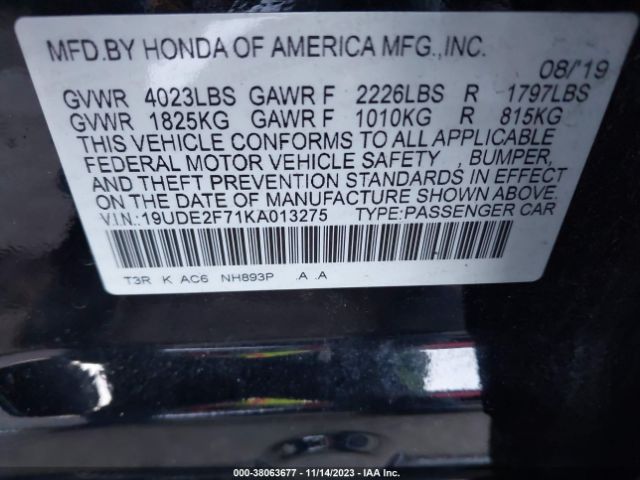 MFD.BY HONDA OF AMERICA MFG.,INC.
08/'19
GVWR 4023LBS GAWR F 2226LBS R 1797LBS
GVWR 1825KG GAWR F 1010KG R 815KG
THIS VEHICLE CONFORMS TO ALL APPLICABLE
FEDERAL MOTOR VEHICLE SAFETY , BUMPER,
AND THEFT PREVENTION STANDARDS IN EFFECT
ON THE DATE OF MANUFACTURE SHOWN ABOVE.
V.I.N.: 19UDE2F71KA013275 TYPE:PASSENGER CAR
T3R K AC6 NH893P .A .A
000-38063677 - 11/14/2023 - IAA Inc.